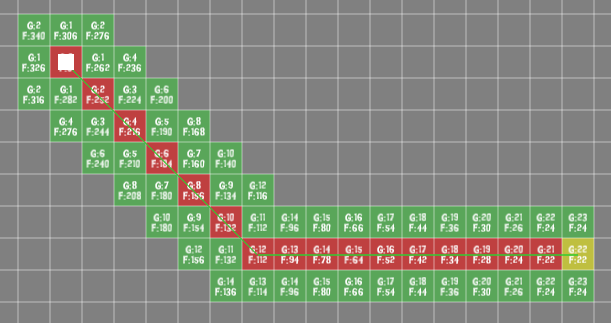 G:2 G:1 G:2
F:340 F:306 F:276
G:1 G:1 G:4
F:326 F:262 F:236
G:2 G:1 G:2 G:3 G:6
F:316 F:282 F:252 F:224 F:200
G:4 G:3 G:4 G:5 G:8
F:276 F:244 F:216 F:190 F:168
G:6 G:5 G:6 G:7 G:10
F:240 F:210 F:184 F:160 F:140
G:8 G:7 G:8 G:9 G:12
F:208 F:180 F:156 F:134 F:116
G:10 G:9 G:10 G:11 G:14 G:15 G:16 G:17 G:18 G:19 G:20 G:21 G:22 G:23
F:180 F:154 F:132 F:112 F:96 F:80 F:66 F:54 F:44 F:36 F:30 F:26 F:24 F:24
G:12 G:11 G:12 G:13 G:14 G:15 G:16 G:17 G:18 G:19 G:20 G:21 G:22
F:156 F:132 F:112 F:94 F:78 F:64 F:52 F:42 F:34 F:28 F:24 F:22 F:22
G:14 G:13 G:14 G:15 G:16 G:17 G:18 G:19 G:20 G:21 G:22 G:23
F:136 F:114 F:96 F:80 F:66 F:54 F:44 F:36 F:30 F:26 F:24 F:24